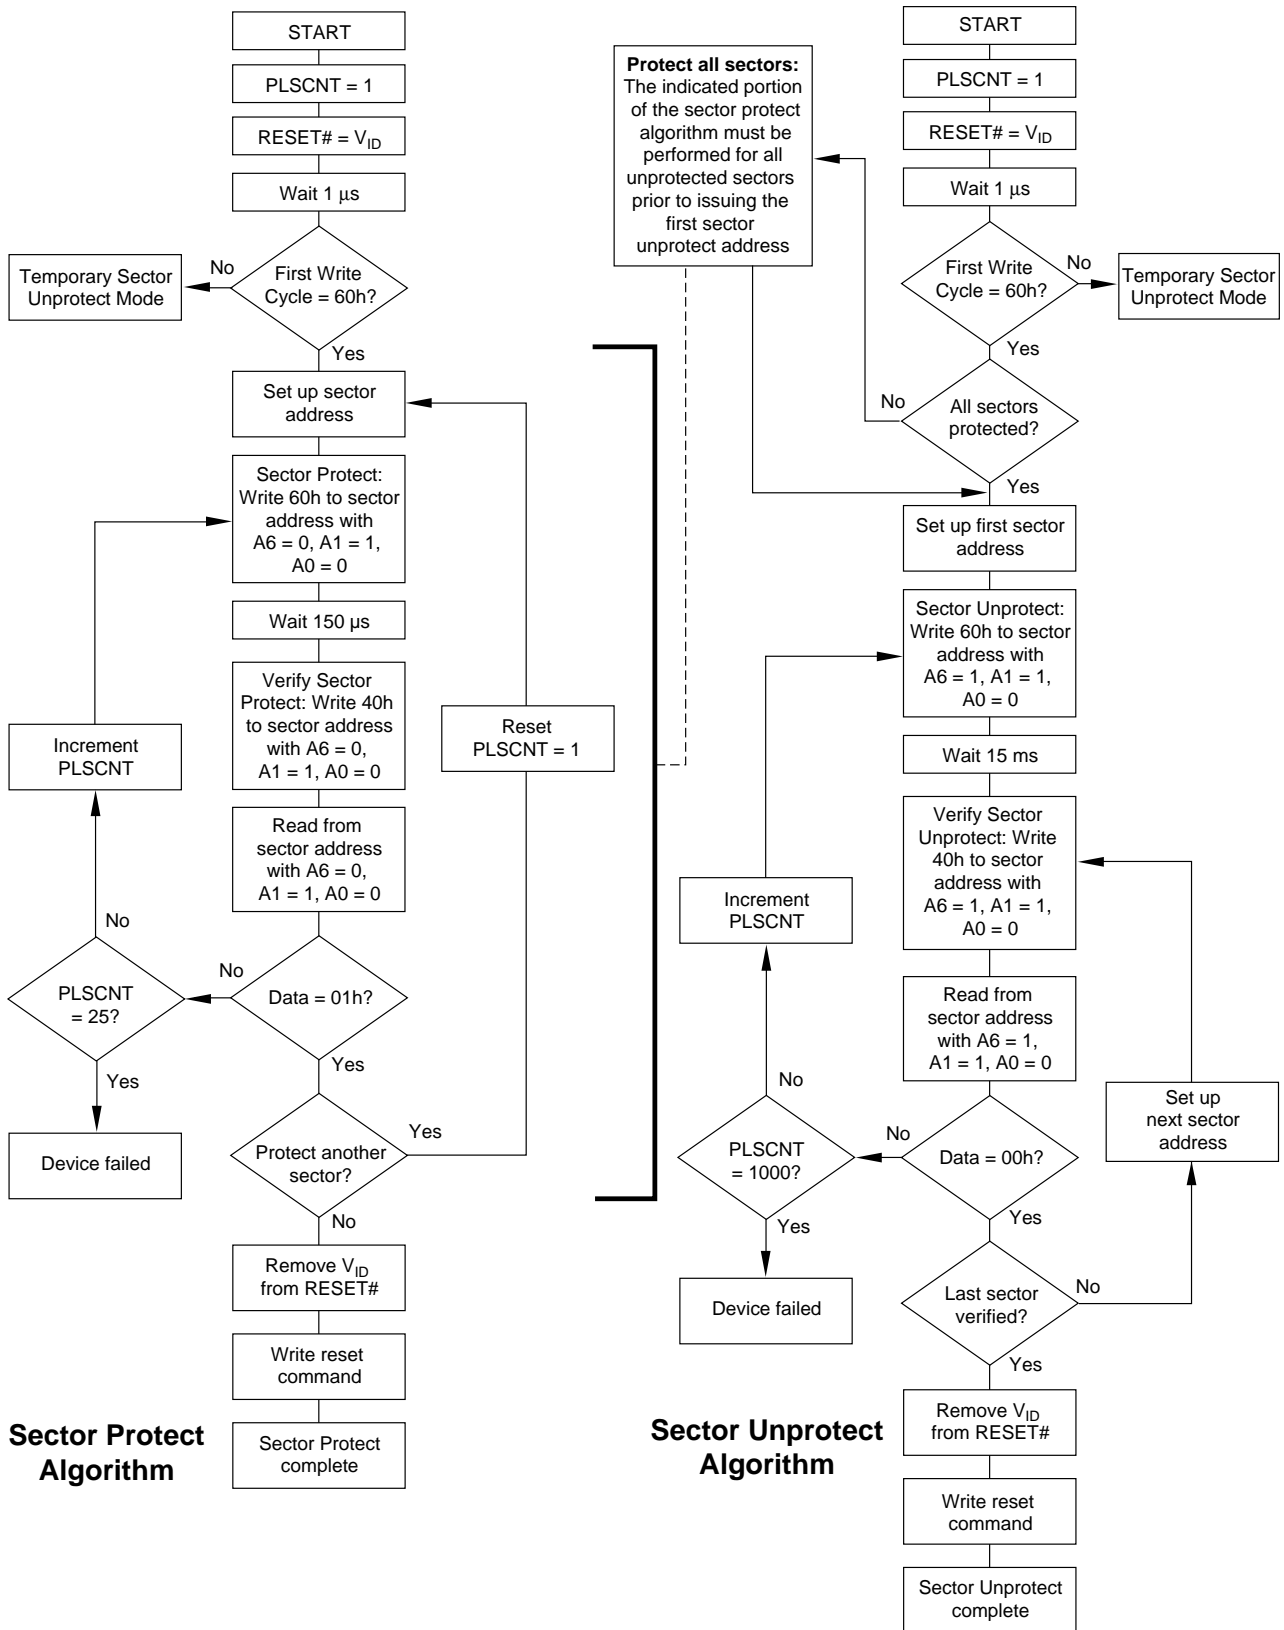 START
PLSCNT = 1
RESET# = VID
Wait 1 μs
First Write
Cycle = 60h?
No
Temporary Sector
Unprotect Mode
Yes
Set up sector
address
Sector Protect:
Write 60h to sector
address with
A6 = 0, A1 = 1,
A0 = 0
Wait 150 µs
Verify Sector
Protect: Write 40h
to sector address
with A6 = 0,
A1 = 1, A0 = 0
Reset
PLSCNT = 1
Increment
PLSCNT
Read from
sector address
with A6 = 0,
A1 = 1, A0 = 0
No
No
PLSCNT
= 25?
Data = 01h?
Yes
Yes
Device failed
Protect another
sector?
Yes
No
Remove VID
from RESET#
Write reset
command
Sector Protect
complete
Sector Protect
Algorithm
Protect all sectors:
The indicated portion
of the sector protect
algorithm must be
performed for all
unprotected sectors
prior to issuing the
first sector
unprotect address
START
PLSCNT = 1
RESET# = VID
Wait 1 μs
First Write
Cycle = 60h?
No
Temporary Sector
Unprotect Mode
Yes
No
All sectors
protected?
Yes
Set up first sector
address
Sector Unprotect:
Write 60h to sector
address with
A6 = 1, A1 = 1,
A0 = 0
Wait 15 ms
Verify Sector
Unprotect: Write
40h to sector
address with
A6 = 1, A1 = 1,
A0 = 0
Increment
PLSCNT
Read from
sector address
with A6 = 1,
A1 = 1, A0 = 0
No
No
Set up
next sector
address
PLSCNT
= 1000?
Data = 00h?
Yes
Yes
Device failed
Last sector
verified?
No
Yes
Remove VID
from RESET#
Write reset
command
Sector Unprotect
complete
Sector Unprotect
Algorithm